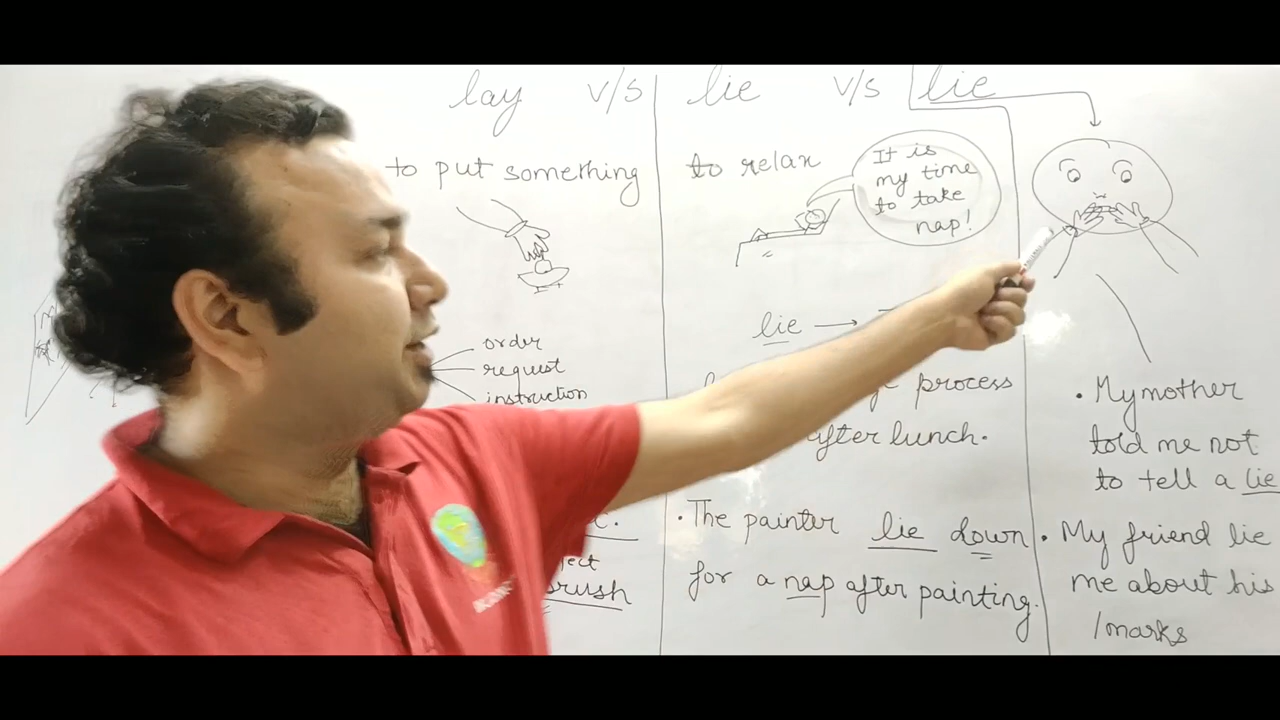 lay v/s lie v/s lie
to put something
order
request
instruction
ject
brush
to relax
It is
my time
to take
nap!
lie →
process
after lunch.
• The painter lie down
for a nap after painting.
• My mother
told me not
to tell a lie
• My friend lie
me about his
/marks